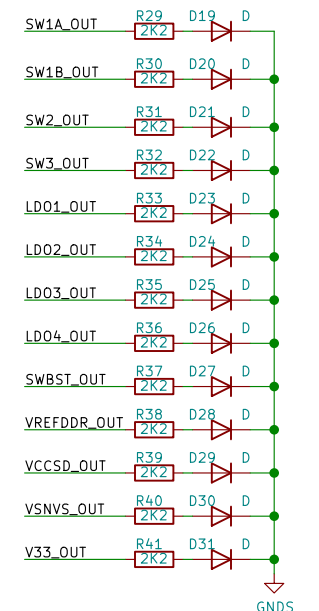 SW1A_OUT R29 2K2 D19 D
SW1B_OUT R30 2K2 D20 D
SW2_OUT R31 2K2 D21 D
SW3_OUT R32 2K2 D22 D
LDO1_OUT R33 2K2 D23 D
LDO2_OUT R34 2K2 D24 D
LDO3_OUT R35 2K2 D25 D
LDO4_OUT R36 2K2 D26 D
SWBST_OUT R37 2K2 D27 D
VREFDDR_OUT R38 2K2 D28 D
VCCSD_OUT R39 2K2 D29 D
VSNVS_OUT R40 2K2 D30 D
V33_OUT R41 2K2 D31 D
GNDS